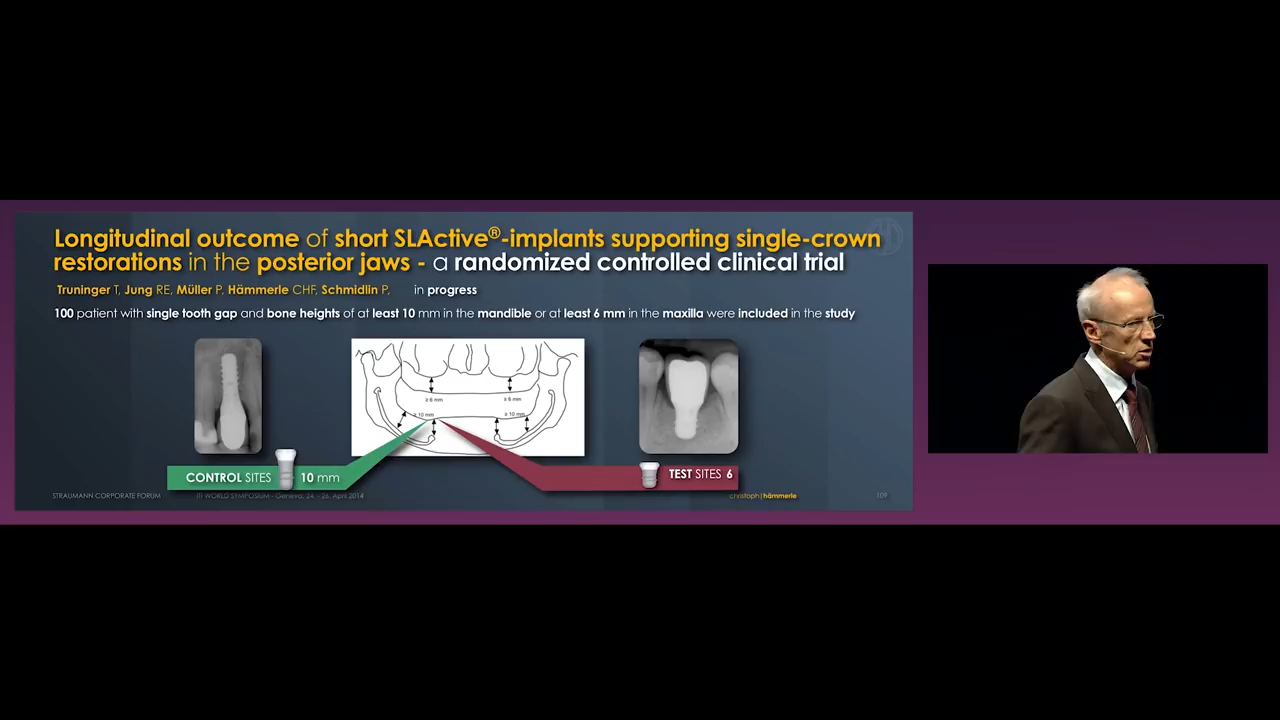 Longitudinal outcome of short SLActive®-implants supporting single-crown
restorations in the posterior jaws - a randomized controlled clinical trial
Truninger T, Jung RE, Müller P, Hämmerle CHF, Schmidlin P, in progress
100 patient with single tooth gap and bone heights of at least 10 mm in the mandible or at least 6 mm in the maxilla were included in the study
≥ 6 mm ≥ 6 mm
≥ 10 mm ≥ 10 mm
CONTROL SITES 10 mm
TEST SITES 6
STRAUMANN CORPORATE FORUM ITI WORLD SYMPOSIUM - Geneva, 24. - 26. April 2014 christoph|hämmerle 109